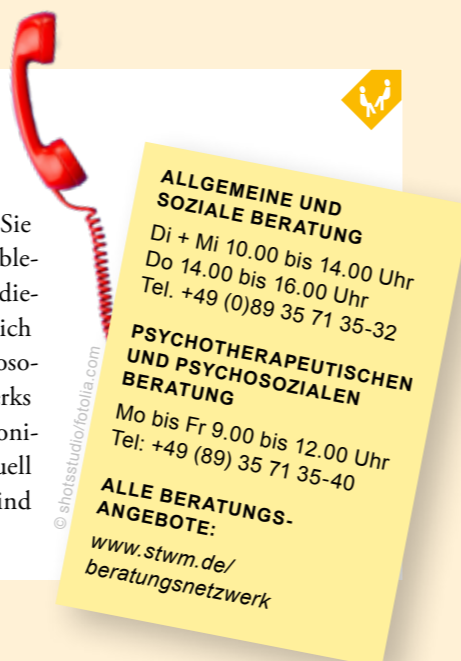 Sie
ble-
die-
ich
oso-
erks
oni-
uell
ind
© shotsstudio/fotolia.com
ALLGEMEINE UND
SOZIALE BERATUNG
Di + Mi 10.00 bis 14.00 Uhr
Do 14.00 bis 16.00 Uhr
Tel. +49 (0)89 35 71 35-32
PSYCHOTHERAPEUTISCHEN
UND PSYCHOSOZIALEN
BERATUNG
Mo bis Fr 9.00 bis 12.00 Uhr
Tel: +49 (89) 35 71 35-40
ALLE BERATUNGS-
ANGEBOTE:
www.stwm.de/
beratungsnetzwerk